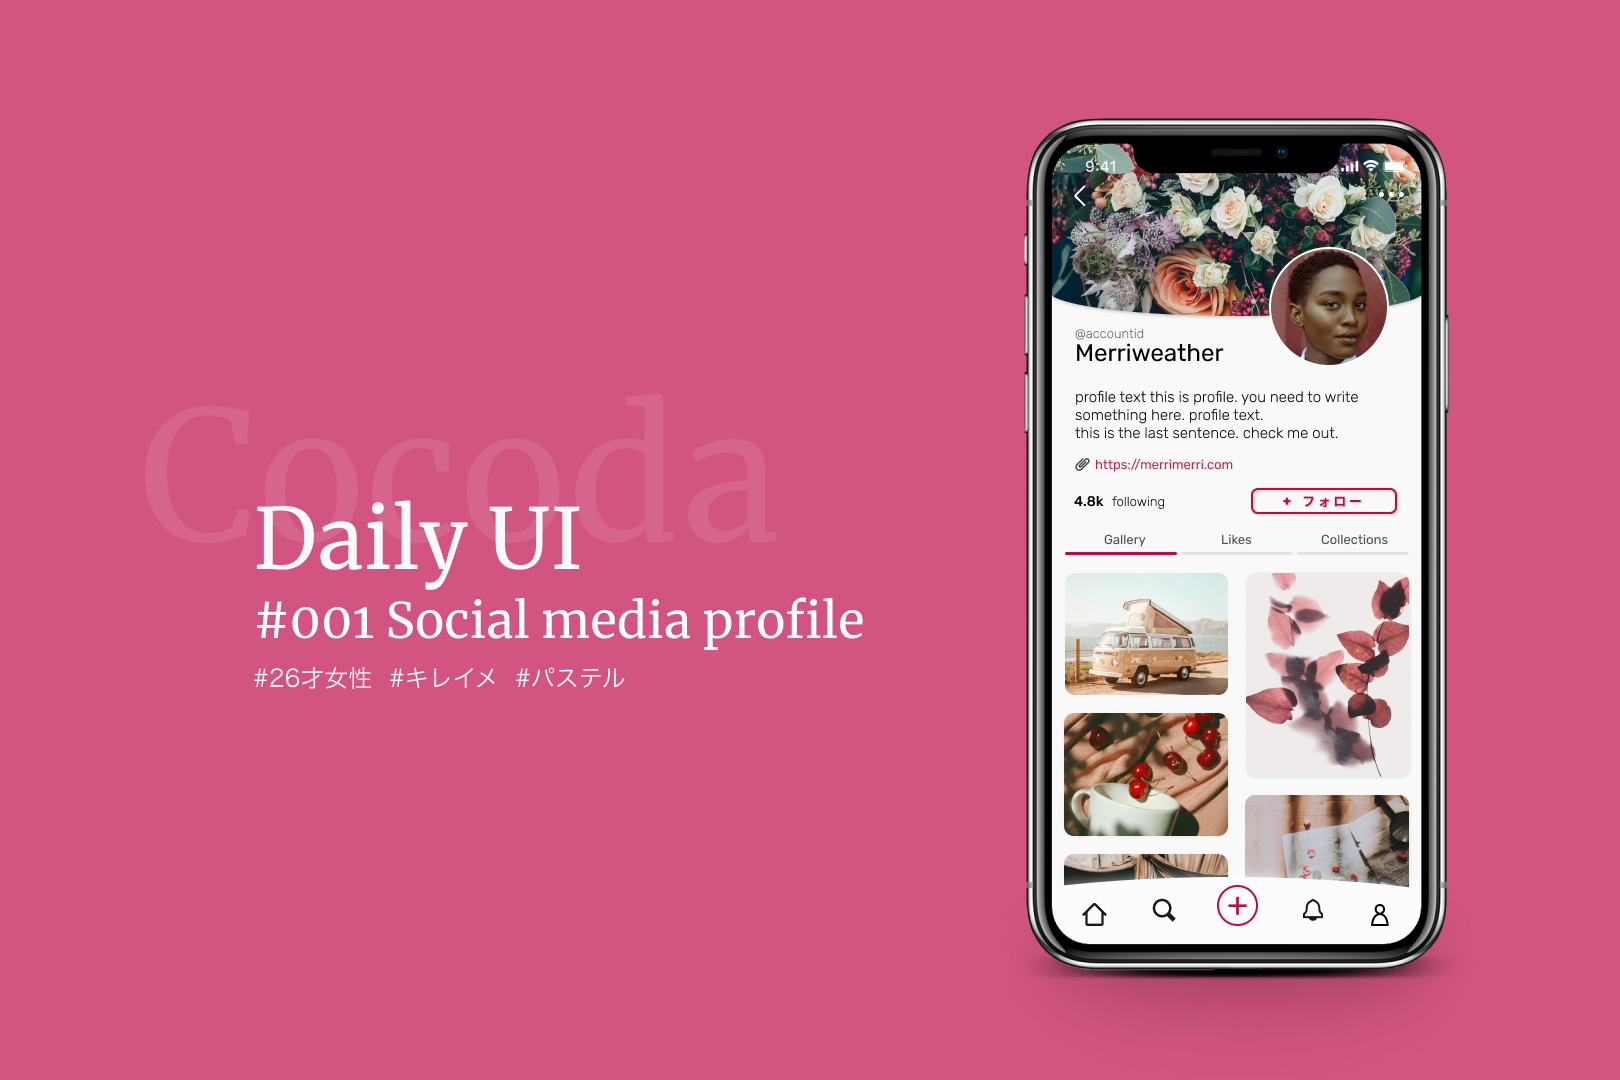 Cocoda
Daily UI
#001 Social media profile
#26才女性 #キレイメ #パステル
9:41
@accountid
Merriweather
profile text this is profile. you need to write
something here. profile text.
this is the last sentence. check me out.
https://merrimerri.com
4.8k following
+ フォロー
Gallery Likes Collections